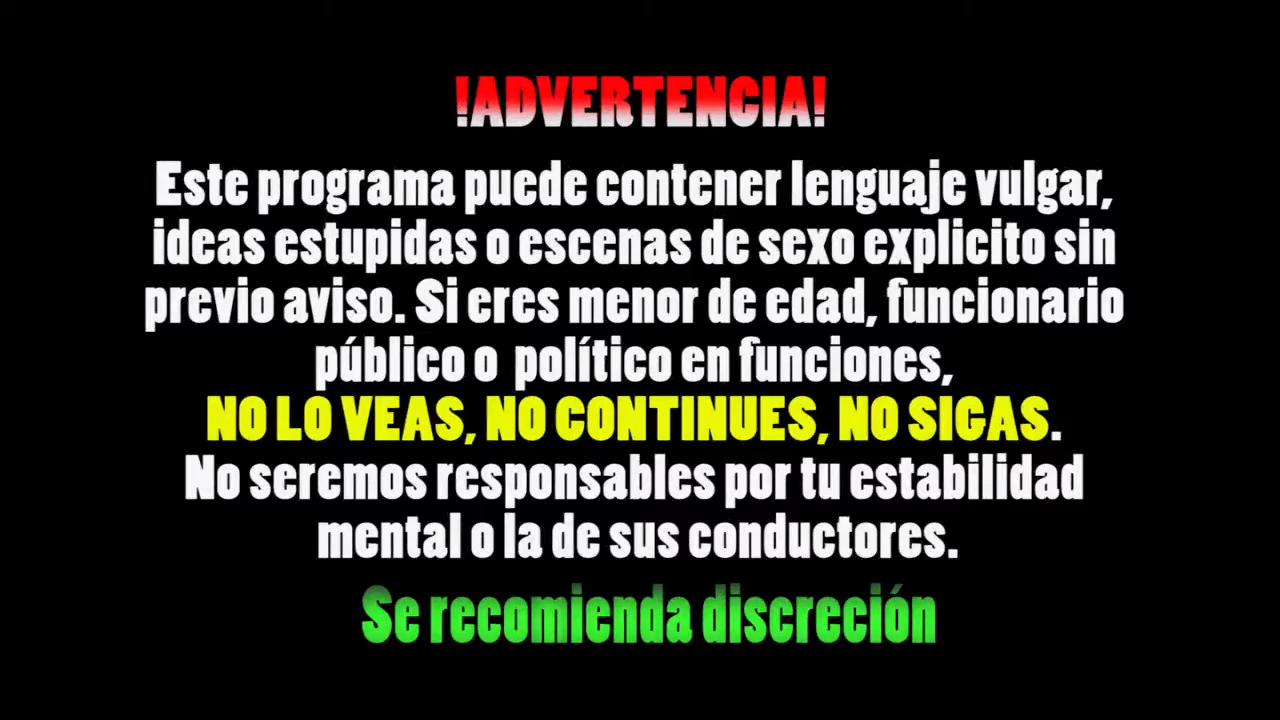 !ADVERTENCIA!
Este programa puede contener lenguaje vulgar,
ideas estupidas o escenas de sexo explicito sin
previo aviso. Si eres menor de edad, funcionario
público o político en funciones,
NO LO VEAS, NO CONTINUES, NO SIGAS.
No seremos responsables por tu estabilidad
mental o la de sus conductores.
Se recomienda discreción